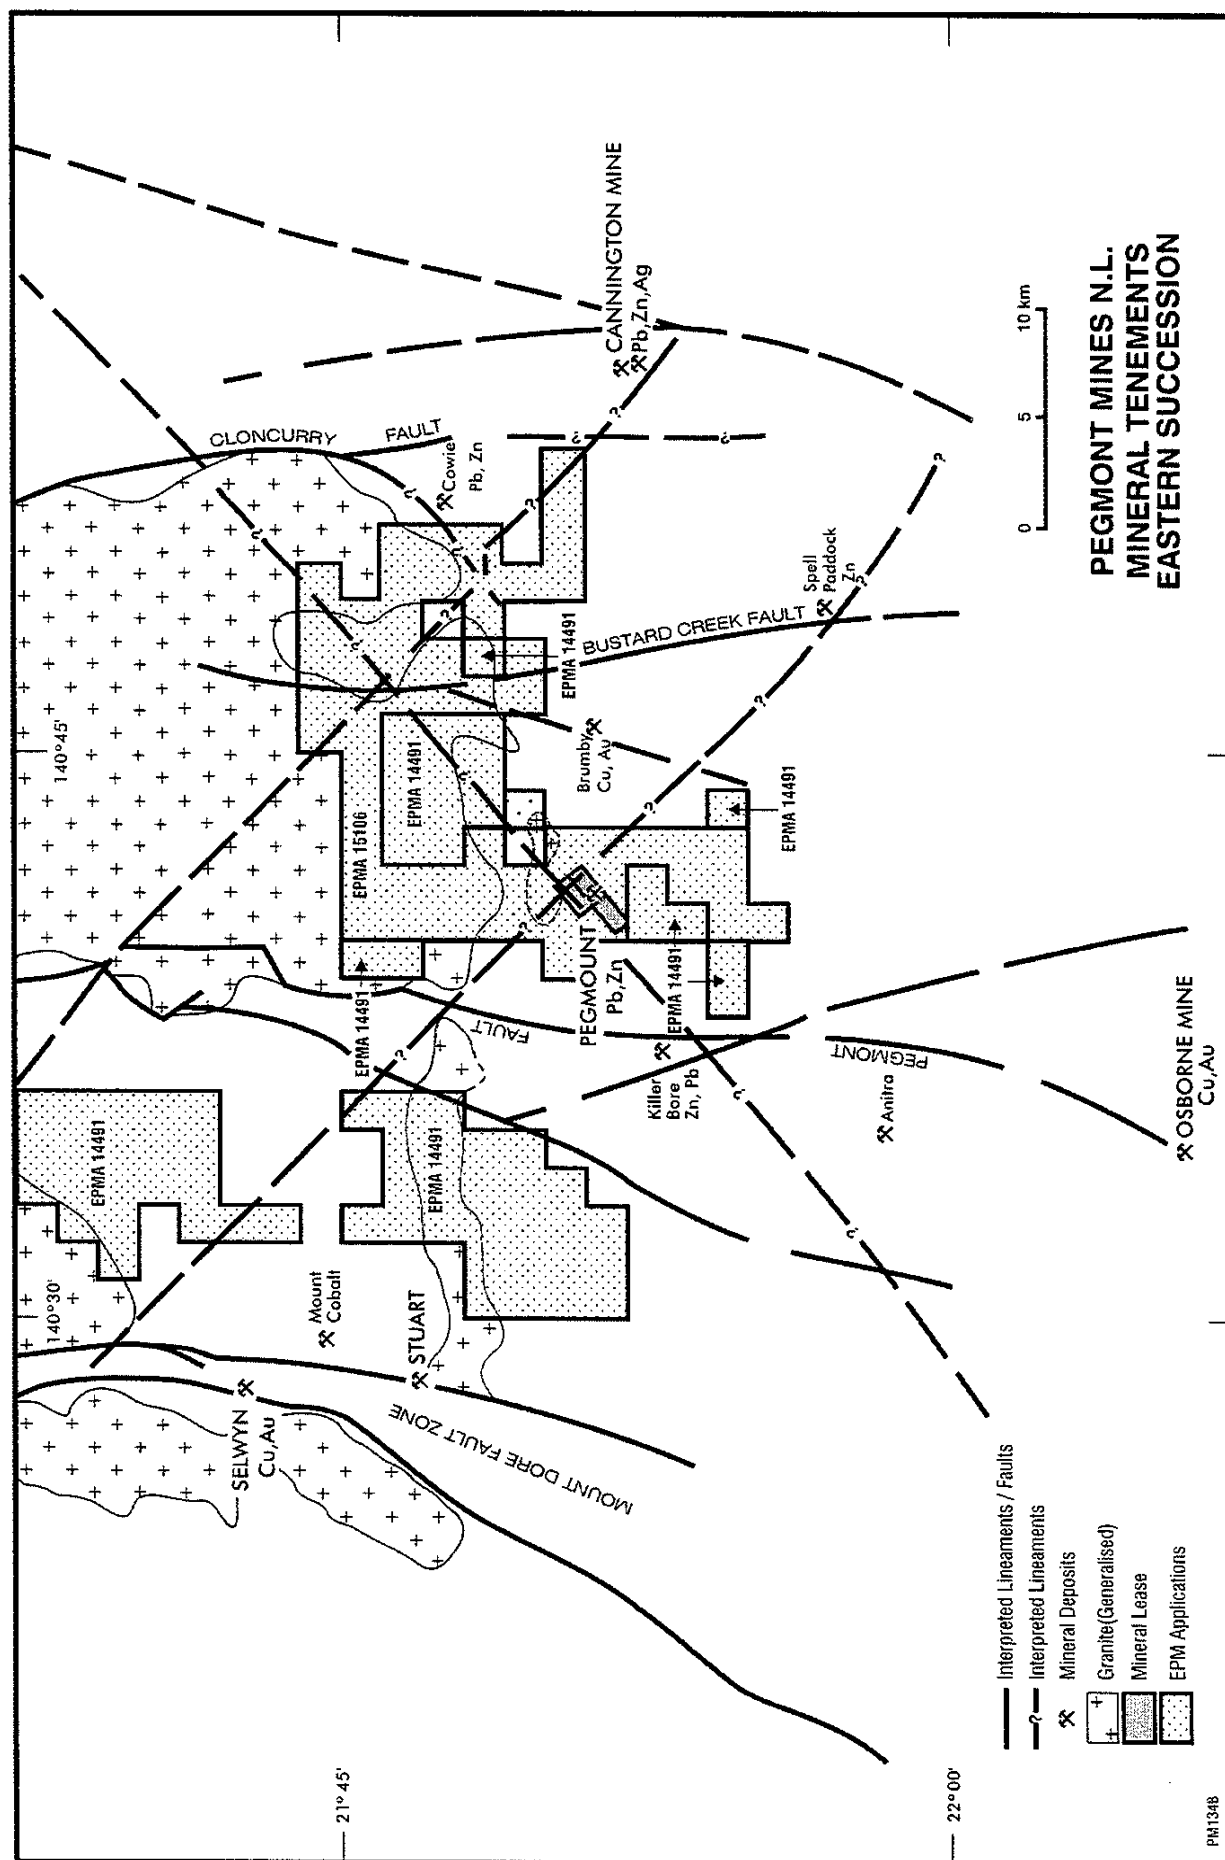 PEGMONT MINES N.L.
MINERAL TENEMENTS
EASTERN SUCCESSION
0 5 10 km
21°45'
22°00'
140°30'
140°45'
SELWYN
Cu,Au
Mount
Cobalt
STUART
MOUNT DORE FAULT ZONE
EPMA 14491
EPMA 14491
EPMA 14491
EPMA 15106
EPMA 14491
EPMA 14491
EPMA 14491
EPMA 14491
CLONCURRY FAULT
Cowie
Pb, Zn
CANNINGTON MINE
Pb,Zn,Ag
BUSTARD CREEK FAULT
Spell
Paddock
Zn
Brumby
Cu, Au
PEGMOUNT
Pb,Zn
Killer
Bore
Zn, Pb
PEGMONT FAULT
Anitra
OSBORNE MINE
Cu,Au
Interpreted Lineaments / Faults
? Interpreted Lineaments
Mineral Deposits
Granite(Generalised)
Mineral Lease
EPM Applications
PM134B